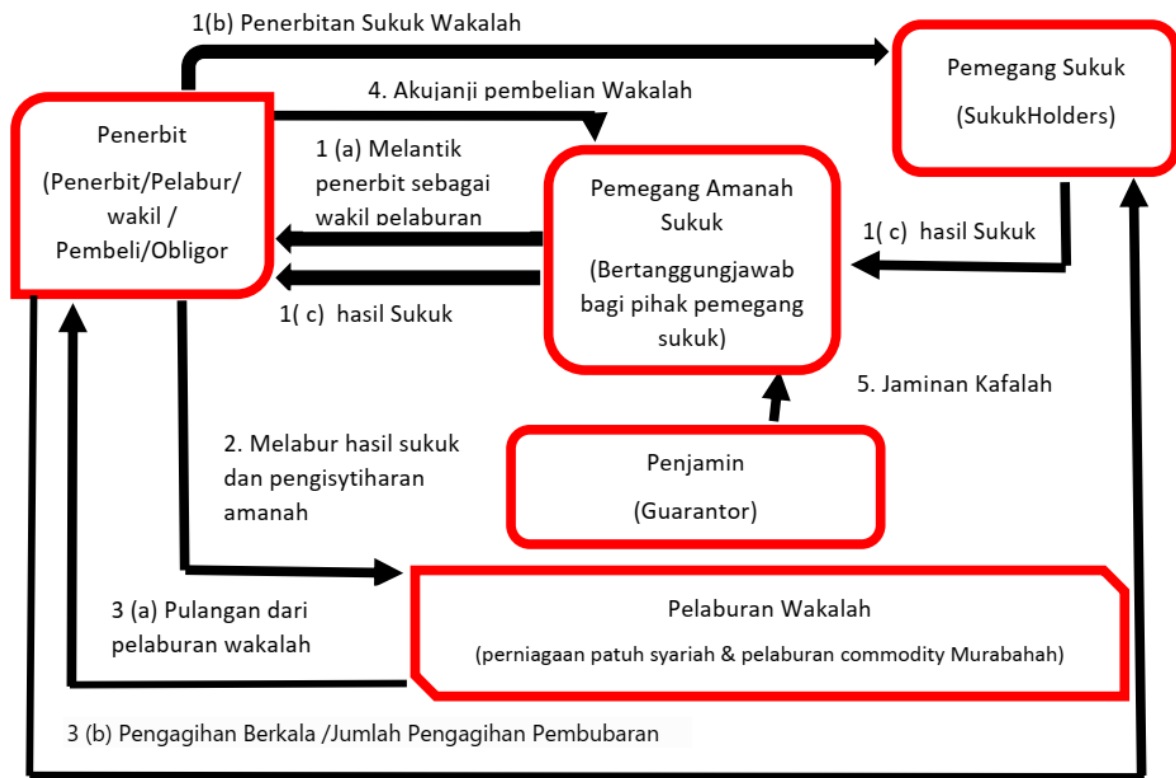 1(b) Penerbitan Sukuk Wakalah
Pemegang Sukuk
(SukukHolders)
4. Akujanji pembelian Wakalah
Penerbit
(Penerbit/Pelabur/
wakil /
Pembeli/Obligor
1 (a) Melantik
penerbit sebagai
wakil pelaburan
Pemegang Amanah
Sukuk
(Bertanggungjawab
bagi pihak pemegang
sukuk)
1( c)  hasil Sukuk
1( c)  hasil Sukuk
5. Jaminan Kafalah
2. Melabur hasil sukuk
dan pengisytiharan
amanah
Penjamin
(Guarantor)
3 (a) Pulangan dari
pelaburan wakalah
Pelaburan Wakalah
(perniagaan patuh syariah & pelaburan commodity Murabahah)
3 (b) Pengagihan Berkala /Jumlah Pengagihan Pembubaran